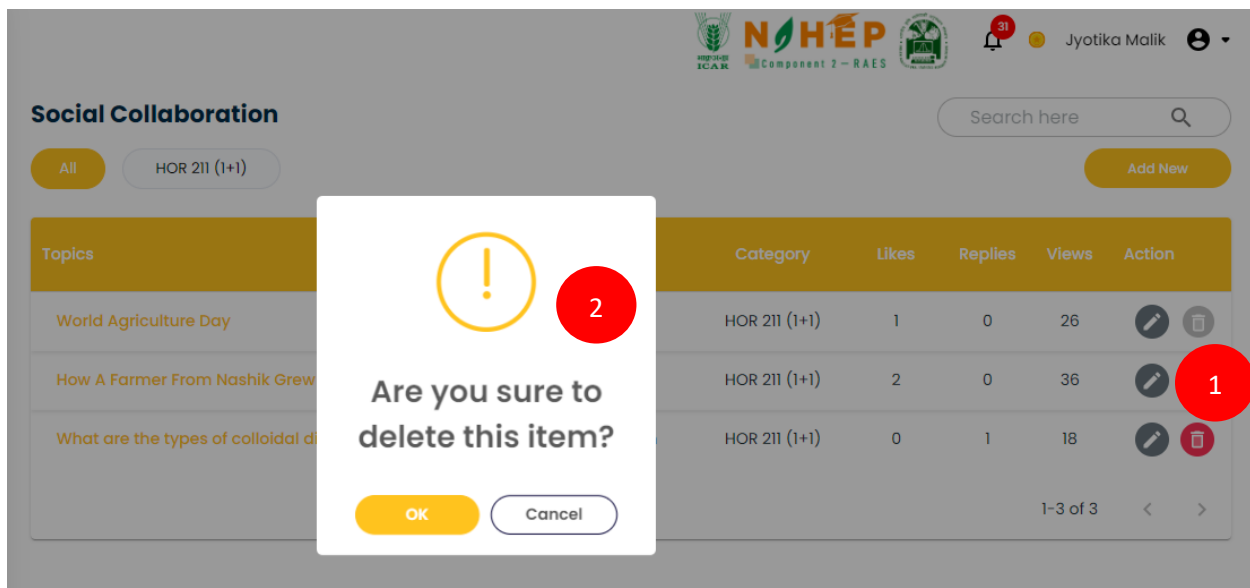 ICAR
NAHEP
Component 2 – RAES
31
Jyotika Malik
Social Collaboration
Search here
All
HOR 211 (1+1)
Add New
Topics
Category
Likes
Replies
Views
Action
World Agriculture Day
HOR 211 (1+1)
1
0
26
How A Farmer From Nashik Grew
HOR 211 (1+1)
2
0
36
1
What are the types of colloidal di
HOR 211 (1+1)
0
1
18
1-3 of 3
!
2
Are you sure to
delete this item?
OK
Cancel